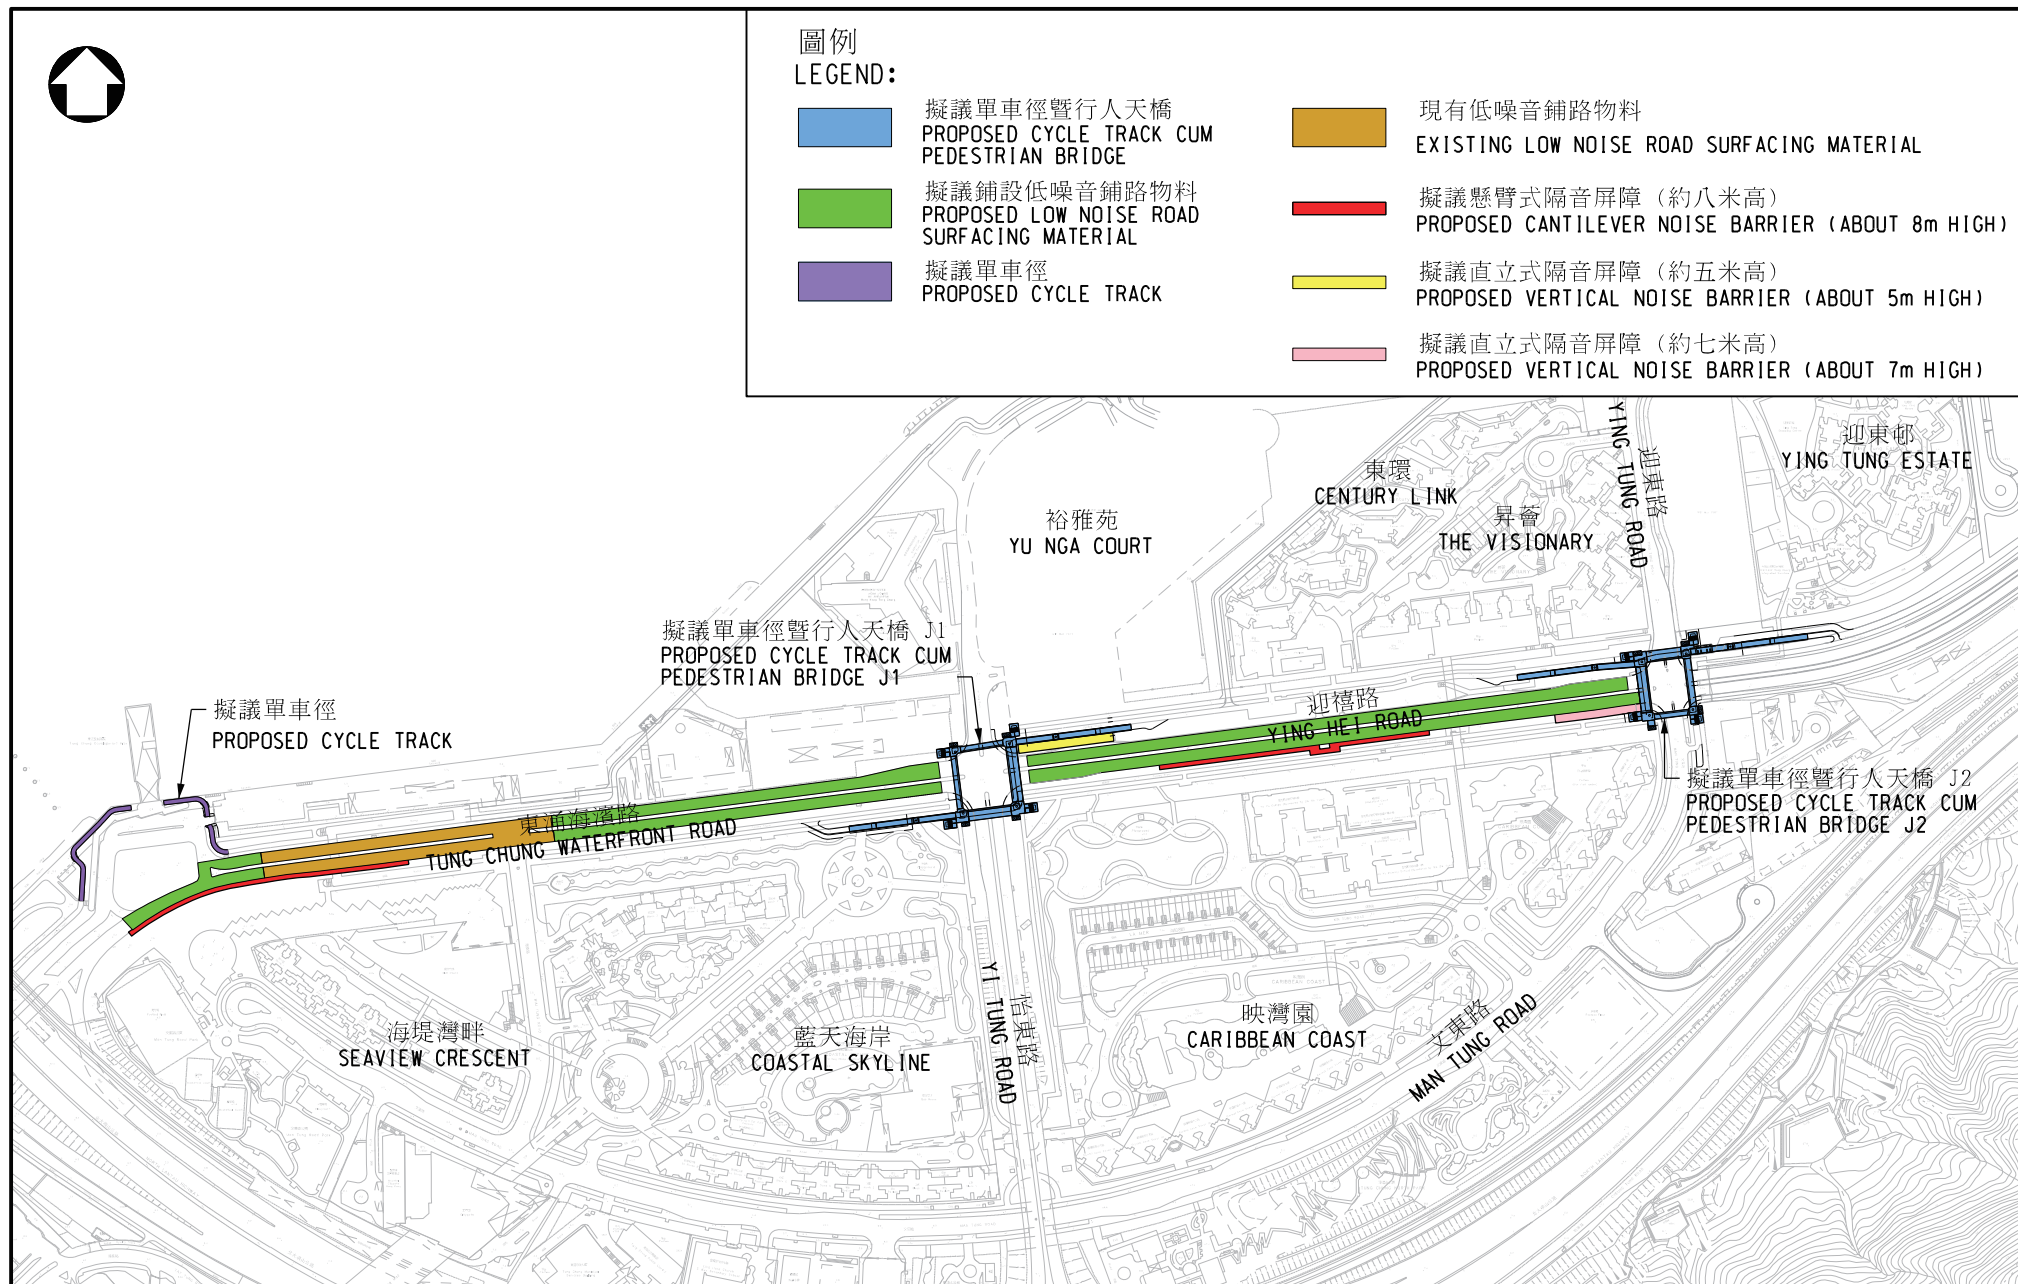 圖例
LEGEND:
擬議單車徑暨行人天橋
PROPOSED CYCLE TRACK CUM
PEDESTRIAN BRIDGE
擬議鋪設低噪音鋪路物料
PROPOSED LOW NOISE ROAD
SURFACING MATERIAL
擬議單車徑
PROPOSED CYCLE TRACK
現有低噪音鋪路物料
EXISTING LOW NOISE ROAD SURFACING MATERIAL
擬議懸臂式隔音屏障 (約八米高)
PROPOSED CANTILEVER NOISE BARRIER (ABOUT 8m HIGH)
擬議直立式隔音屏障 (約五米高)
PROPOSED VERTICAL NOISE BARRIER (ABOUT 5m HIGH)
擬議直立式隔音屏障 (約七米高)
PROPOSED VERTICAL NOISE BARRIER (ABOUT 7m HIGH)
迎東路
YING TUNG ROAD
迎東邨
YING TUNG ESTATE
東環
CENTURY LINK
昇薈
THE VISIONARY
裕雅苑
YU NGA COURT
擬議單車徑暨行人天橋 J1
PROPOSED CYCLE TRACK CUM
PEDESTRIAN BRIDGE J1
擬議單車徑
PROPOSED CYCLE TRACK
迎禧路
YING HEI ROAD
擬議單車徑暨行人天橋 J2
PROPOSED CYCLE TRACK CUM
PEDESTRIAN BRIDGE J2
東涌海濱路
TUNG CHUNG WATERFRONT ROAD
怡東路
YI TUNG ROAD
海堤灣畔
SEAVIEW CRESCENT
藍天海岸
COASTAL SKYLINE
映灣園
CARIBBEAN COAST
文東路
MAN TUNG ROAD